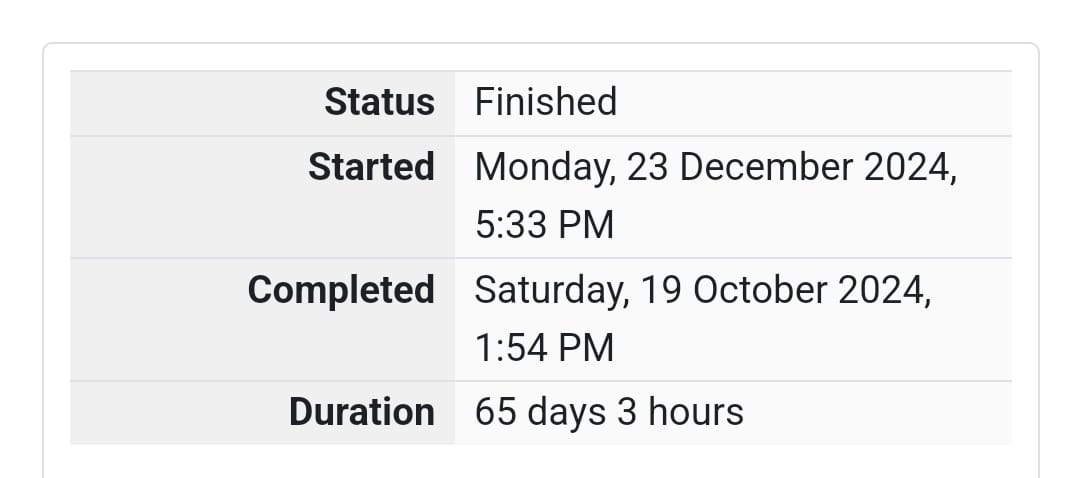 Status Finished
Started Monday, 23 December 2024,
5:33 PM
Completed Saturday, 19 October 2024,
1:54 PM
Duration 65 days 3 hours